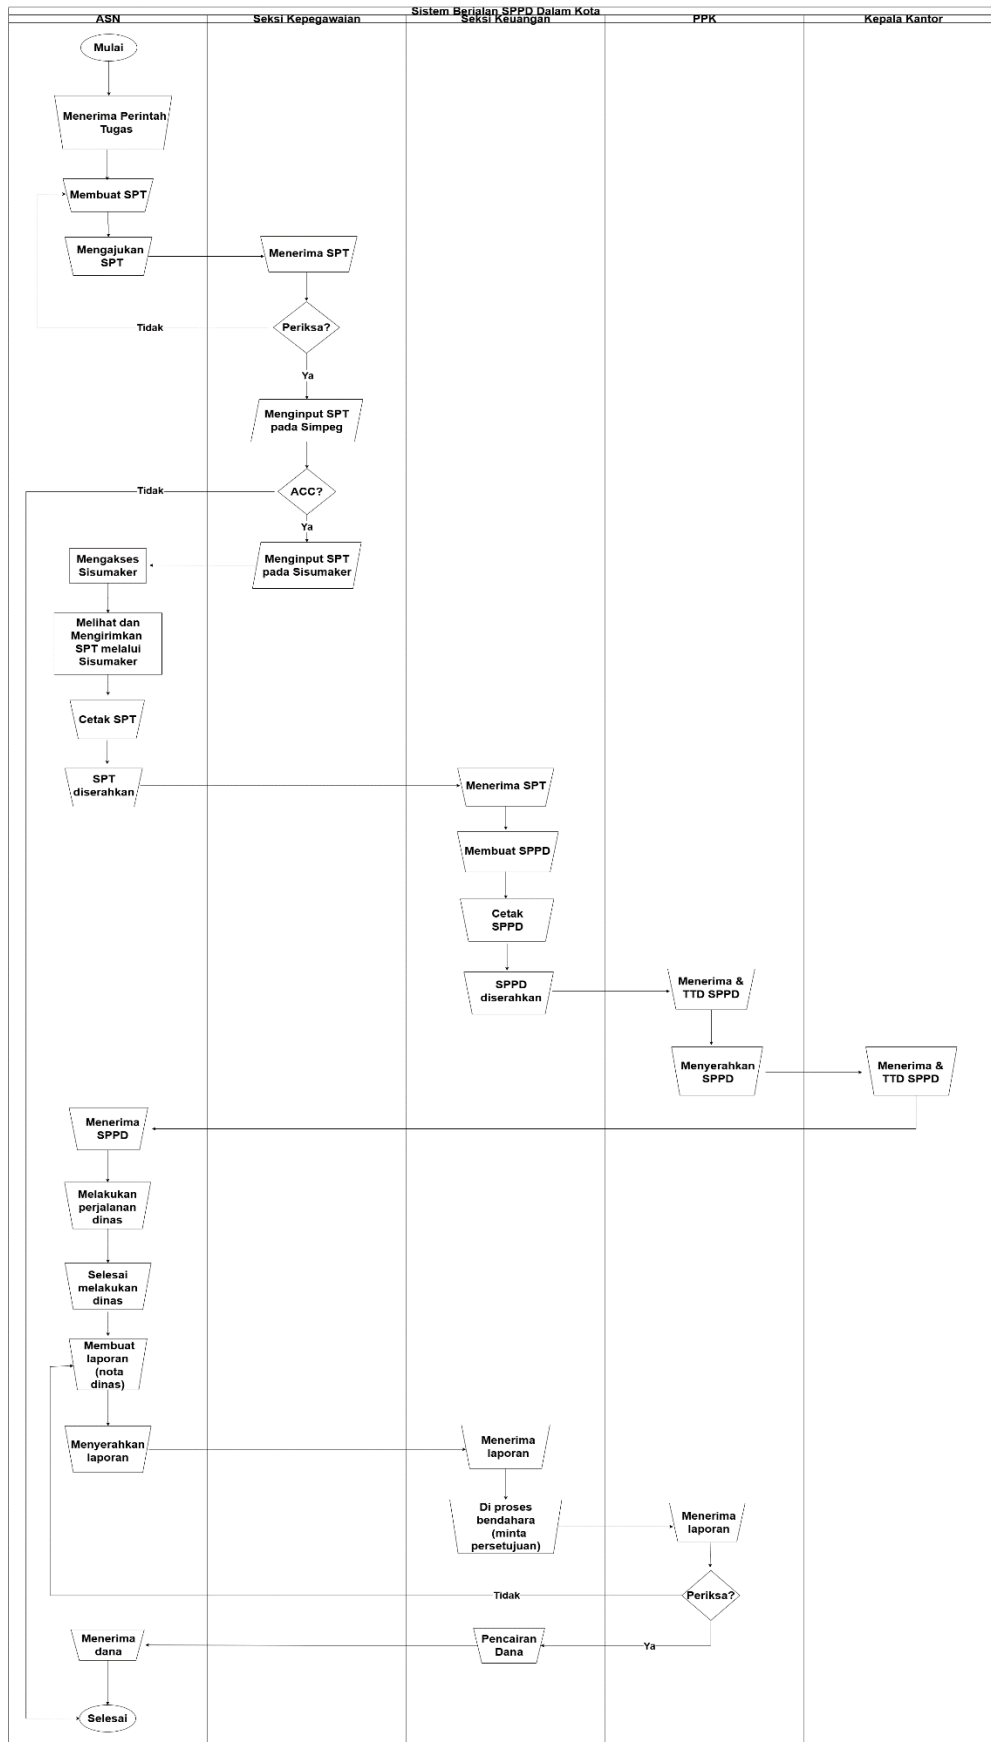 Sistem Berjalan SPPD Dalam Kota
ASN
Seksi Kepegawaian
Seksi Keuangan
PPK
Kepala Kantor
Mulai
Menerima Perintah
Tugas
Membuat SPT
Mengajukan
SPT
Menerima SPT
Tidak
Periksa?
Ya
Menginput SPT
pada Simpeg
Tidak
ACC?
Ya
Mengakses
Sisumaker
Menginput SPT
pada Sisumaker
Melihat dan
Mengirimkan
SPT melalui
Sisumaker
Cetak SPT
SPT
diserahkan
Menerima SPT
Membuat SPPD
Cetak
SPPD
SPPD
diserahkan
Menerima &
TTD SPPD
Menyerahkan
SPPD
Menerima &
TTD SPPD
Menerima
SPPD
Melakukan
perjalanan
dinas
Selesai
melakukan
dinas
Membuat
laporan
(nota
dinas)
Menyerahkan
laporan
Menerima
laporan
Di proses
bendahara
(minta
persetujuan)
Menerima
laporan
Tidak
Periksa?
Menerima
dana
Pencairan
Dana
Ya
Selesai